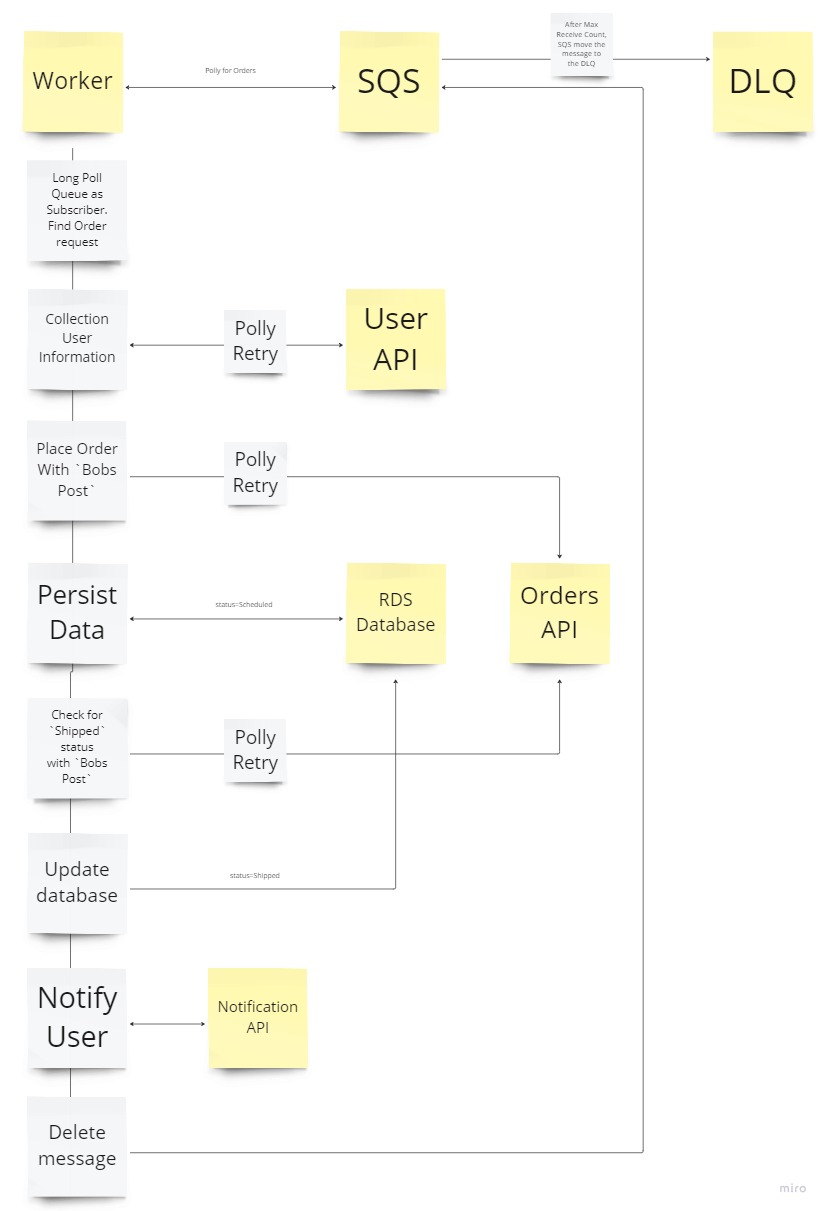 After Max
Receive Count,
SQS move the
message to
the DLQ
Worker
Polly for Orders
SQS
DLQ
Long Poll
Queue as
Subscriber.
Find Order
request
Collection
User
Information
Polly
Retry
User
API
Place Order
With `Bobs
Post`
Polly
Retry
Persist
Data
status=Scheduled
RDS
Database
Orders
API
Check for
`Shipped`
status
with `Bobs
Post`
Polly
Retry
Update
database
status=Shipped
Notify
User
Notification
API
Delete
message
miro